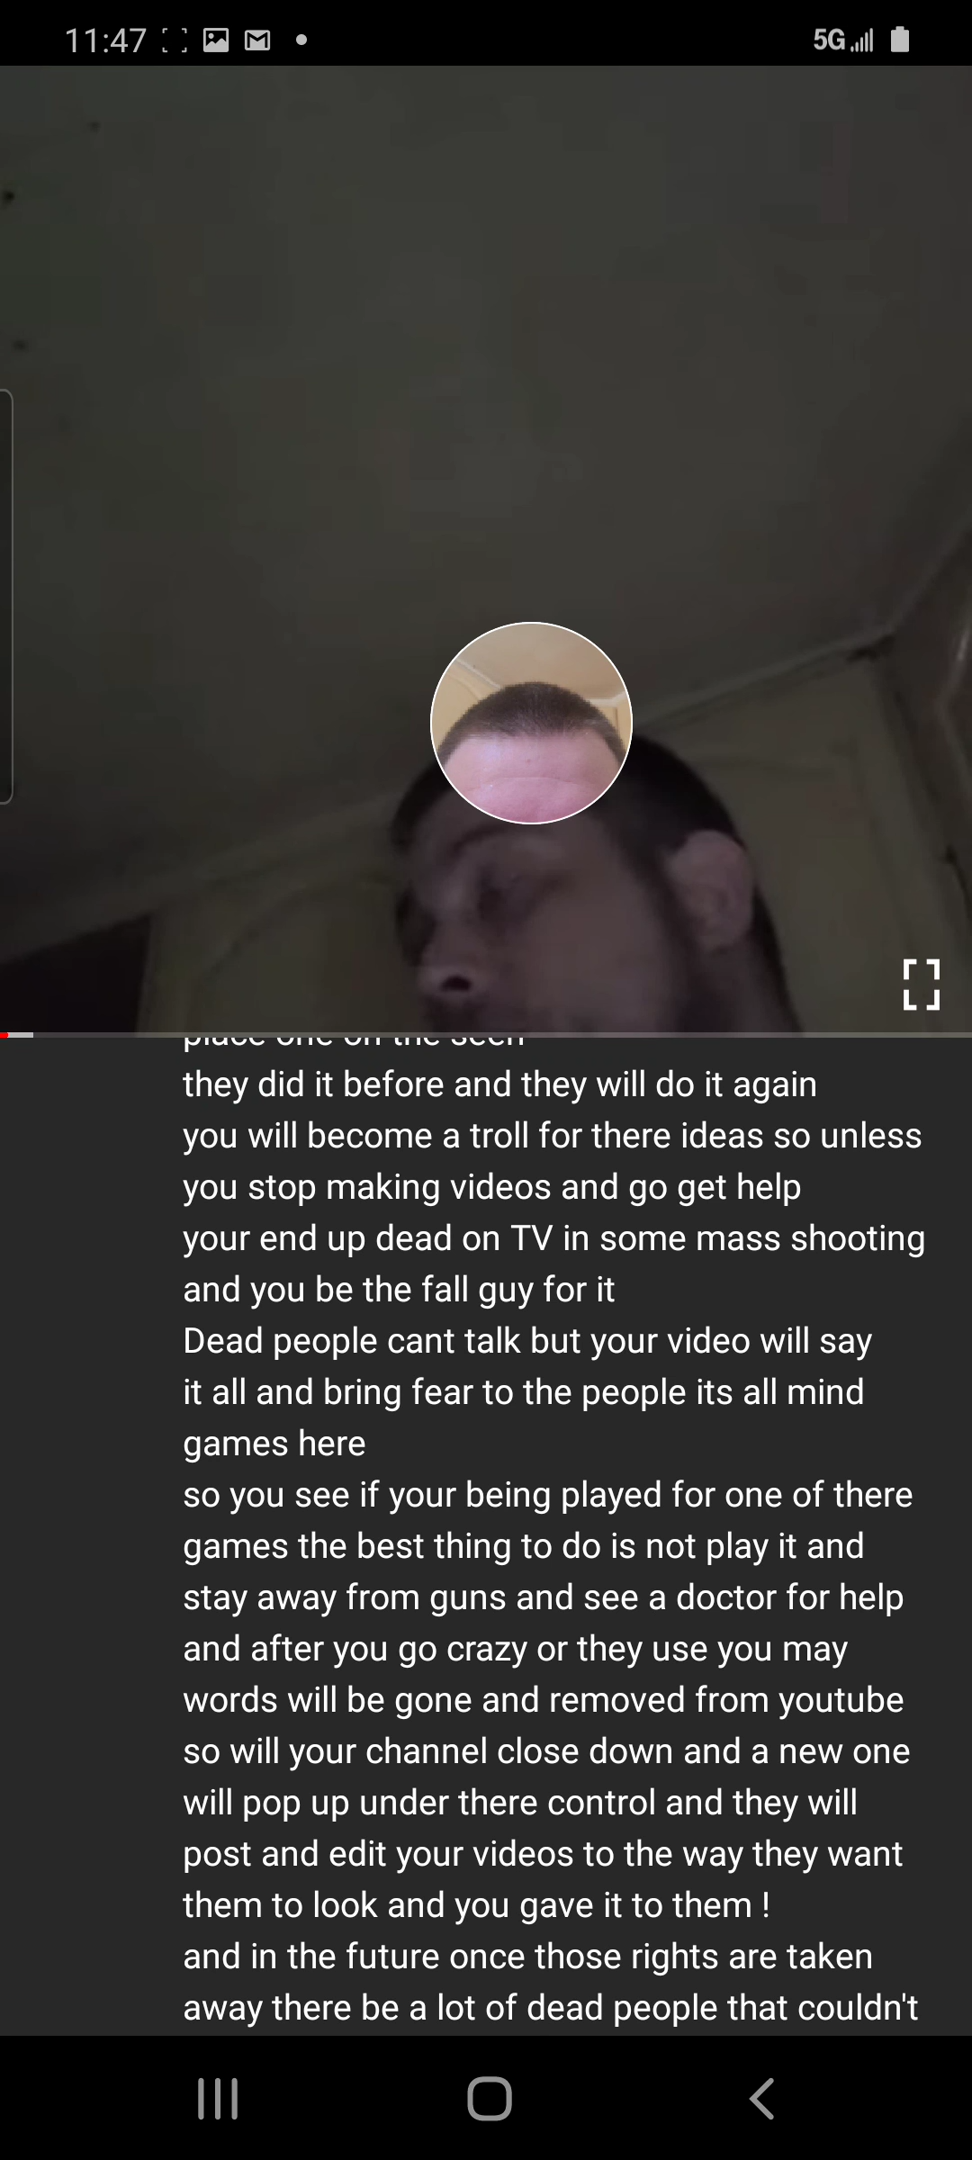 11:47
5G
place one on the seen
they did it before and they will do it again
you will become a troll for there ideas so unless
you stop making videos and go get help
your end up dead on TV in some mass shooting
and you be the fall guy for it
Dead people cant talk but your video will say
it all and bring fear to the people its all mind
games here
so you see if your being played for one of there
games the best thing to do is not play it and
stay away from guns and see a doctor for help
and after you go crazy or they use you may
words will be gone and removed from youtube
so will your channel close down and a new one
will pop up under there control and they will
post and edit your videos to the way they want
them to look and you gave it to them !
and in the future once those rights are taken
away there be a lot of dead people that couldn't